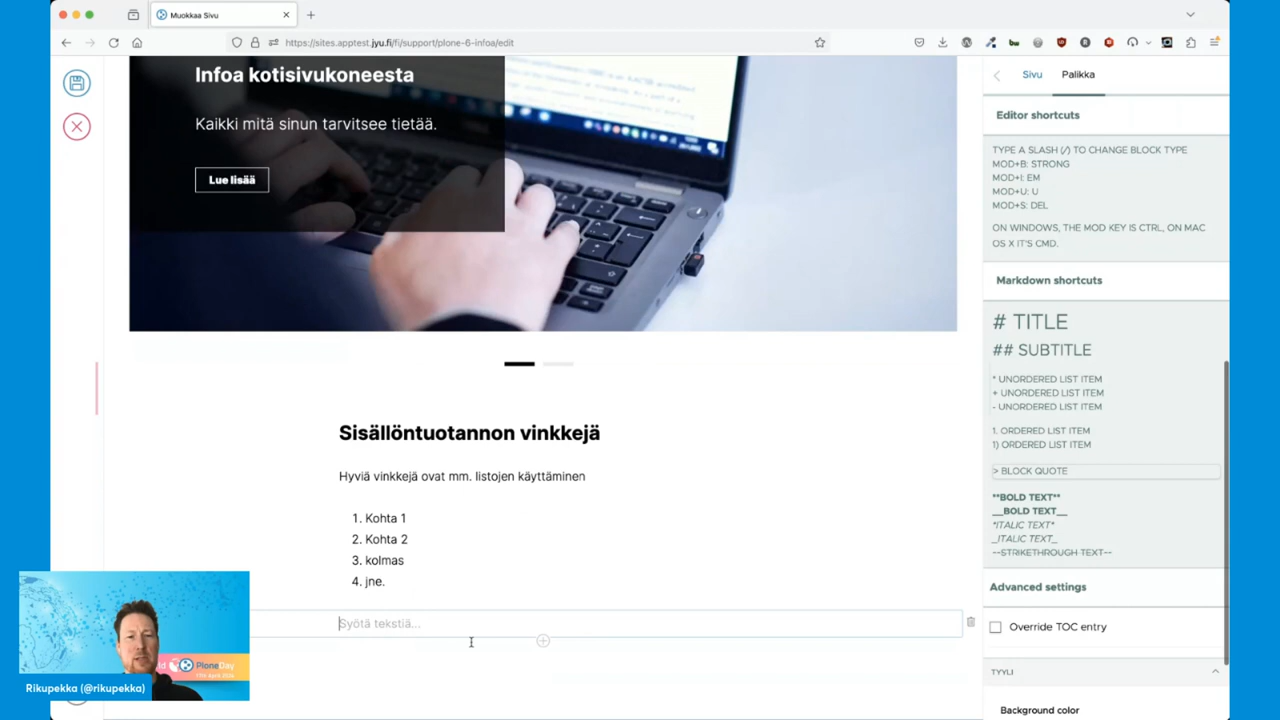 Muokkaa Sivu
https://sites.apptest.jyu.fi/fi/support/plone-6-infoa/edit
Infoa kotisivukoneesta
Kaikki mitä sinun tarvitsee tietää.
Lue lisää
Sisällöntuotannon vinkkejä
Hyviä vinkkejä ovat mm. listojen käyttäminen
1. Kohta 1
2. Kohta 2
3. kolmas
4. jne.
Syötä tekstiä...
Sivu
Palikka
Editor shortcuts
TYPE A SLASH (/) TO CHANGE BLOCK TYPE
MOD+B: STRONG
MOD+I: EM
MOD+U: U
MOD+S: DEL
ON WINDOWS, THE MOD KEY IS CTRL, ON MAC
OS X IT'S CMD.
Markdown shortcuts
# TITLE
## SUBTITLE
* UNORDERED LIST ITEM
+ UNORDERED LIST ITEM
- UNORDERED LIST ITEM
1. ORDERED LIST ITEM
1) ORDERED LIST ITEM
> BLOCK QUOTE
**BOLD TEXT**
__BOLD TEXT__
*ITALIC TEXT*
_ITALIC TEXT_
~~STRIKETHROUGH TEXT~~
Advanced settings
Override TOC entry
TYYLI
Background color
PloneDay
Rikupekka (@rikupekka)